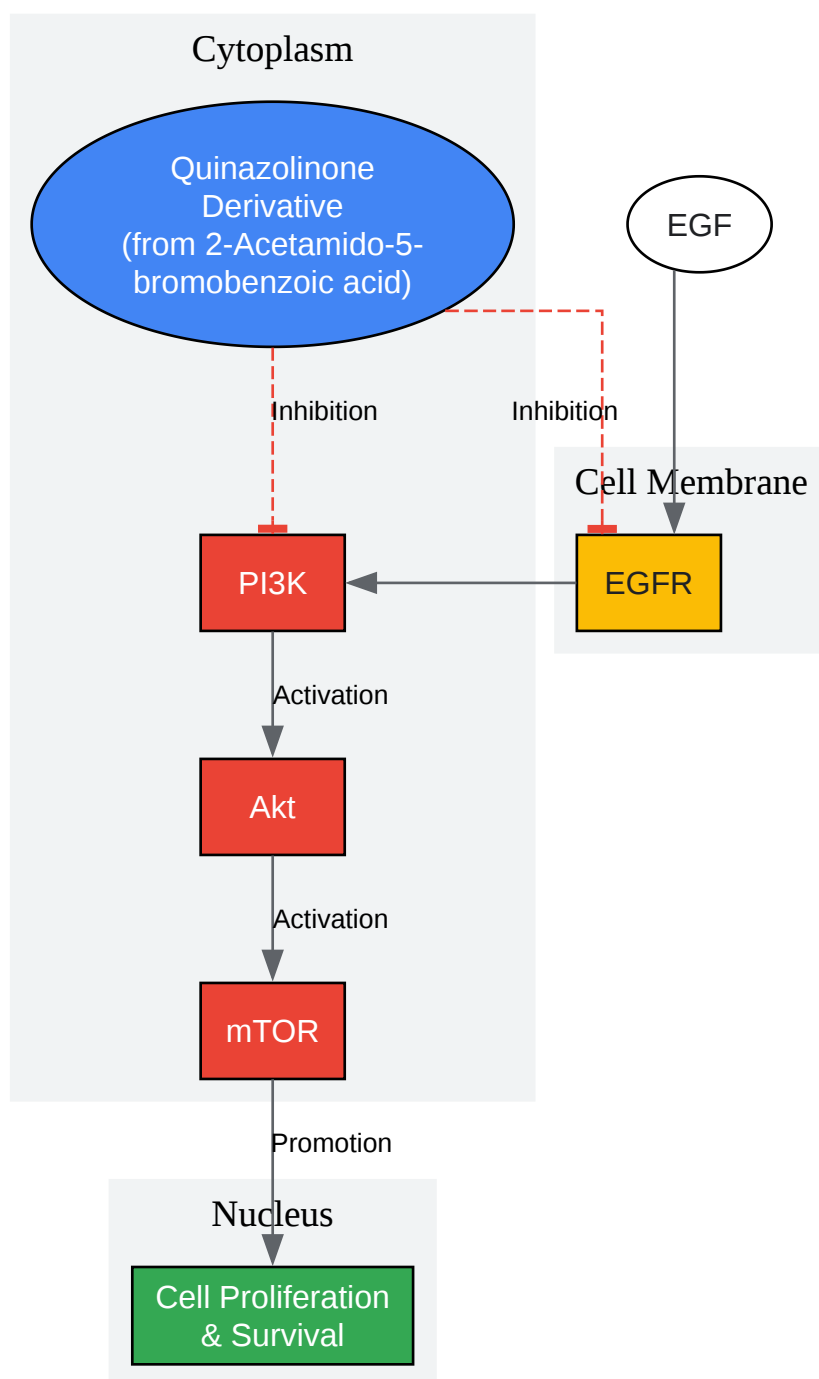 Cytoplasm
Quinazolinone
Derivative
(from 2-Acetamido-5-
bromobenzoic acid)
EGF
Inhibition
Inhibition
Cell Membrane
PI3K
EGFR
Activation
Akt
Activation
mTOR
Promotion
Nucleus
Cell Proliferation
& Survival